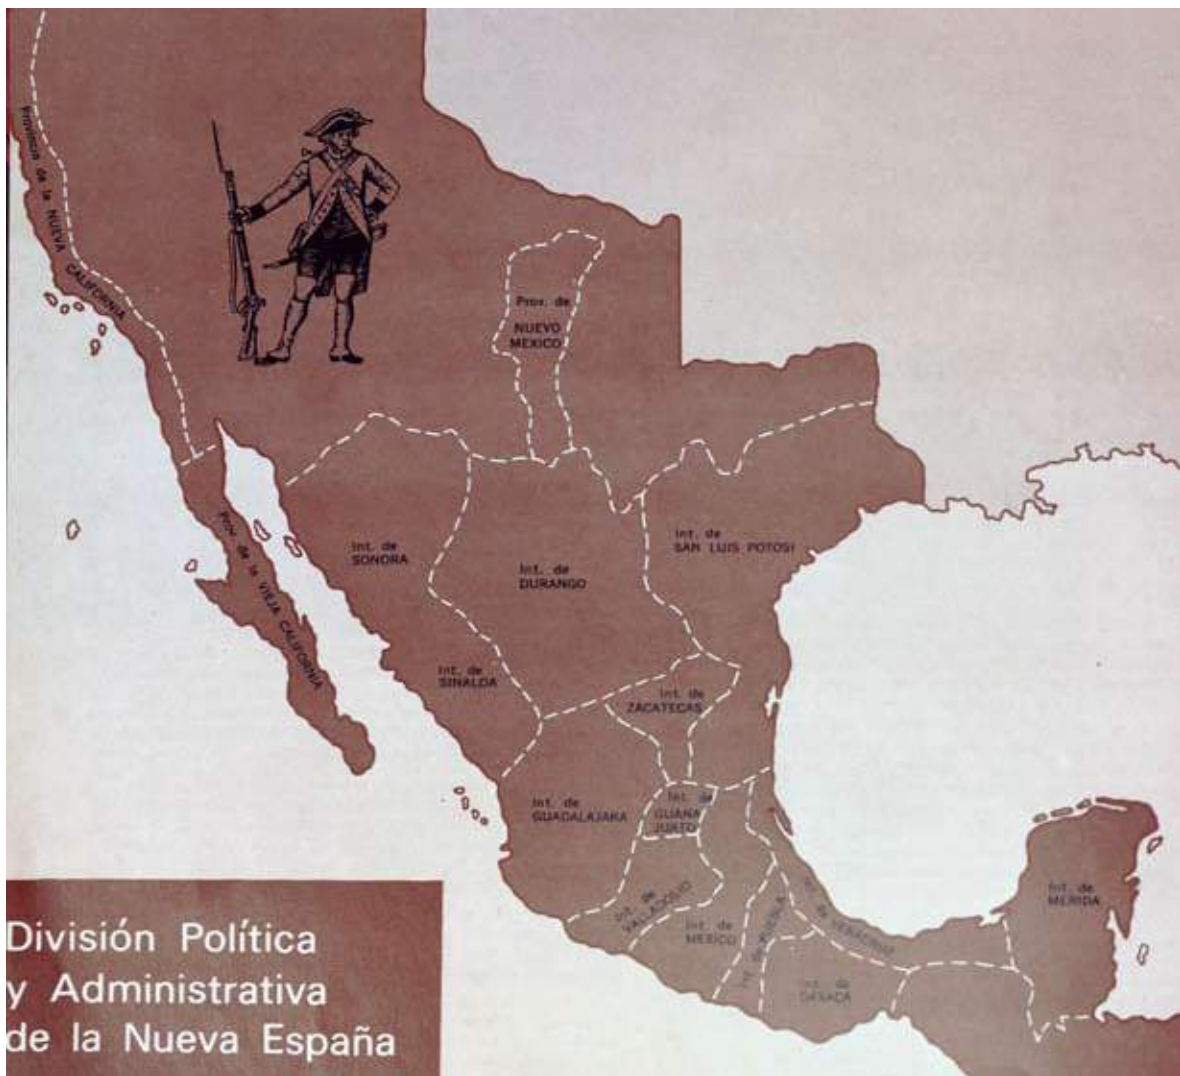 Provincia de la NUEVA CALIFORNIA
Prov. de
NUEVO
MEXICO
Prov. de la VIEJA CALIFORNIA
Int. de
SONORA
Int. de
DURANGO
Int. de
SAN LUIS POTOSI
Int. de
SINALOA
Int. de
ZACATECAS
Int. de
GUADALAJARA
Int. de
GUANA
JUATO
Int. de
VALLADOLID
Int. de
MEXICO
Int. de PUEBLA
Int. de VERACRUZ
Int. de
OAXACA
Int. de
MERIDA
División Política
y Administrativa
de la Nueva España